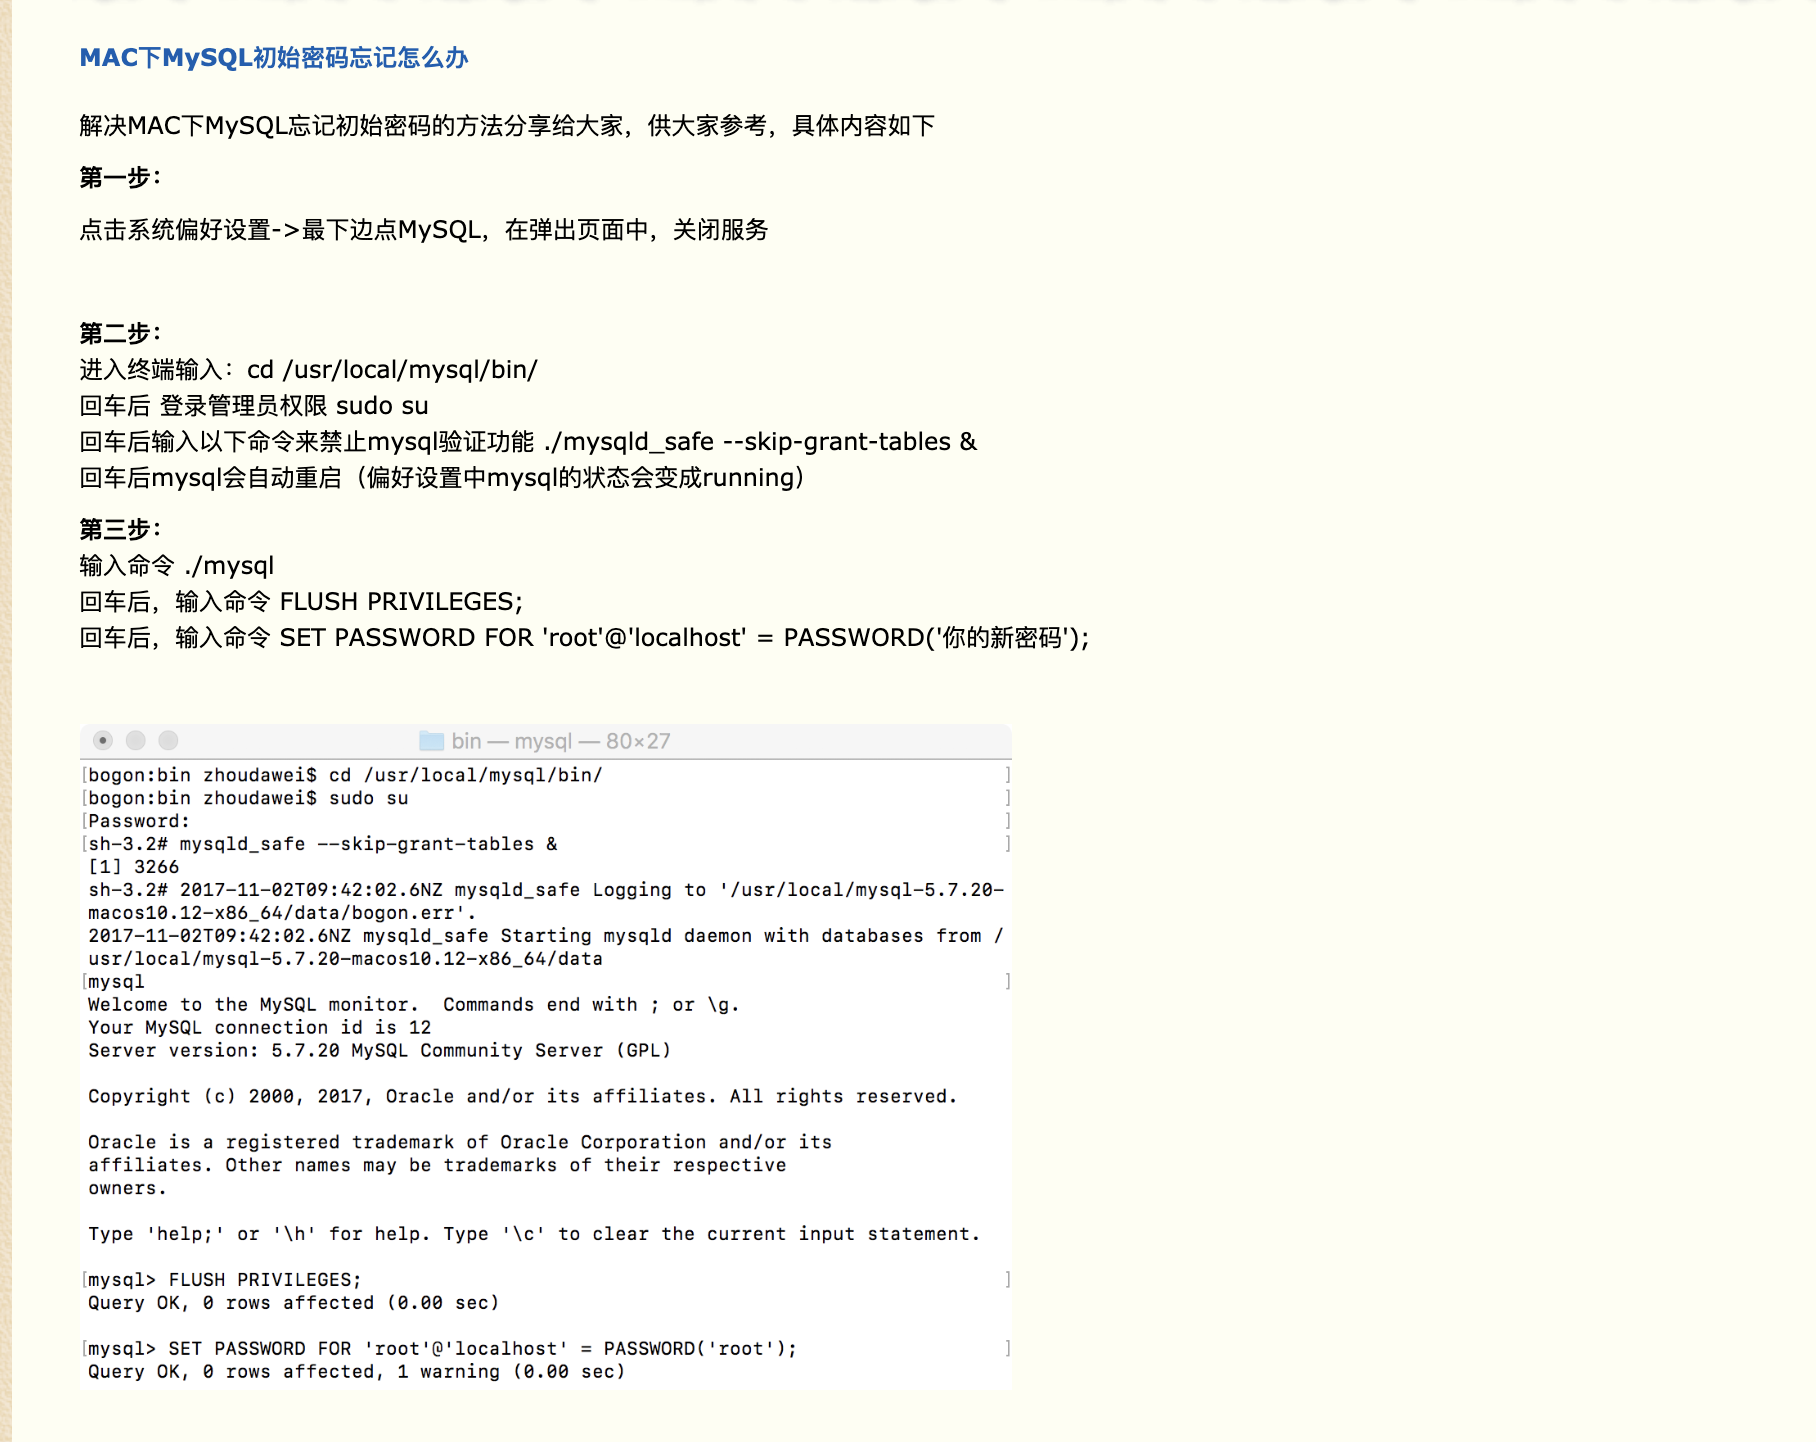 MAC下MySQL初始密码忘记怎么办
解决MAC下MySQL忘记初始密码的方法分享给大家，供大家参考，具体内容如下
第一步：
点击系统偏好设置->最下边点MySQL，在弹出页面中，关闭服务
第二步：
进入终端输入：cd /usr/local/mysql/bin/
回车后 登录管理员权限 sudo su
回车后输入以下命令来禁止mysql验证功能 ./mysqld_safe --skip-grant-tables &
回车后mysql会自动重启（偏好设置中mysql的状态会变成running）
第三步：
输入命令 ./mysql
回车后，输入命令 FLUSH PRIVILEGES;
回车后，输入命令 SET PASSWORD FOR 'root'@'localhost' = PASSWORD('你的新密码');
bin — mysql — 80×27
[bogon:bin zhoudawei$ cd /usr/local/mysql/bin/ ]
[bogon:bin zhoudawei$ sudo su ]
[Password: ]
[sh-3.2# mysqld_safe --skip-grant-tables & ]
[1] 3266
sh-3.2# 2017-11-02T09:42:02.6NZ mysqld_safe Logging to '/usr/local/mysql-5.7.20-
macos10.12-x86_64/data/bogon.err'.
2017-11-02T09:42:02.6NZ mysqld_safe Starting mysqld daemon with databases from /
usr/local/mysql-5.7.20-macos10.12-x86_64/data
[mysql ]
Welcome to the MySQL monitor.  Commands end with ; or \g.
Your MySQL connection id is 12
Server version: 5.7.20 MySQL Community Server (GPL)
Copyright (c) 2000, 2017, Oracle and/or its affiliates. All rights reserved.
Oracle is a registered trademark of Oracle Corporation and/or its
affiliates. Other names may be trademarks of their respective
owners.
Type 'help;' or '\h' for help. Type '\c' to clear the current input statement.
[mysql> FLUSH PRIVILEGES; ]
Query OK, 0 rows affected (0.00 sec)
[mysql> SET PASSWORD FOR 'root'@'localhost' = PASSWORD('root'); ]
Query OK, 0 rows affected, 1 warning (0.00 sec)